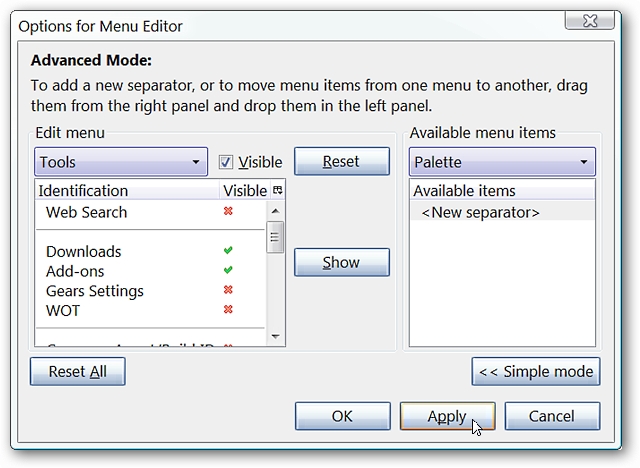 Options for Menu Editor
Advanced Mode:
To add a new separator, or to move menu items from one menu to another, drag
them from the right panel and drop them in the left panel.
Edit menu
Available menu items
Tools
Visible
Reset
Palette
Identification Visible
Available items
Web Search
<New separator>
Downloads
Add-ons
Gears Settings
WOT
Show
Reset All
<< Simple mode
OK
Apply
Cancel